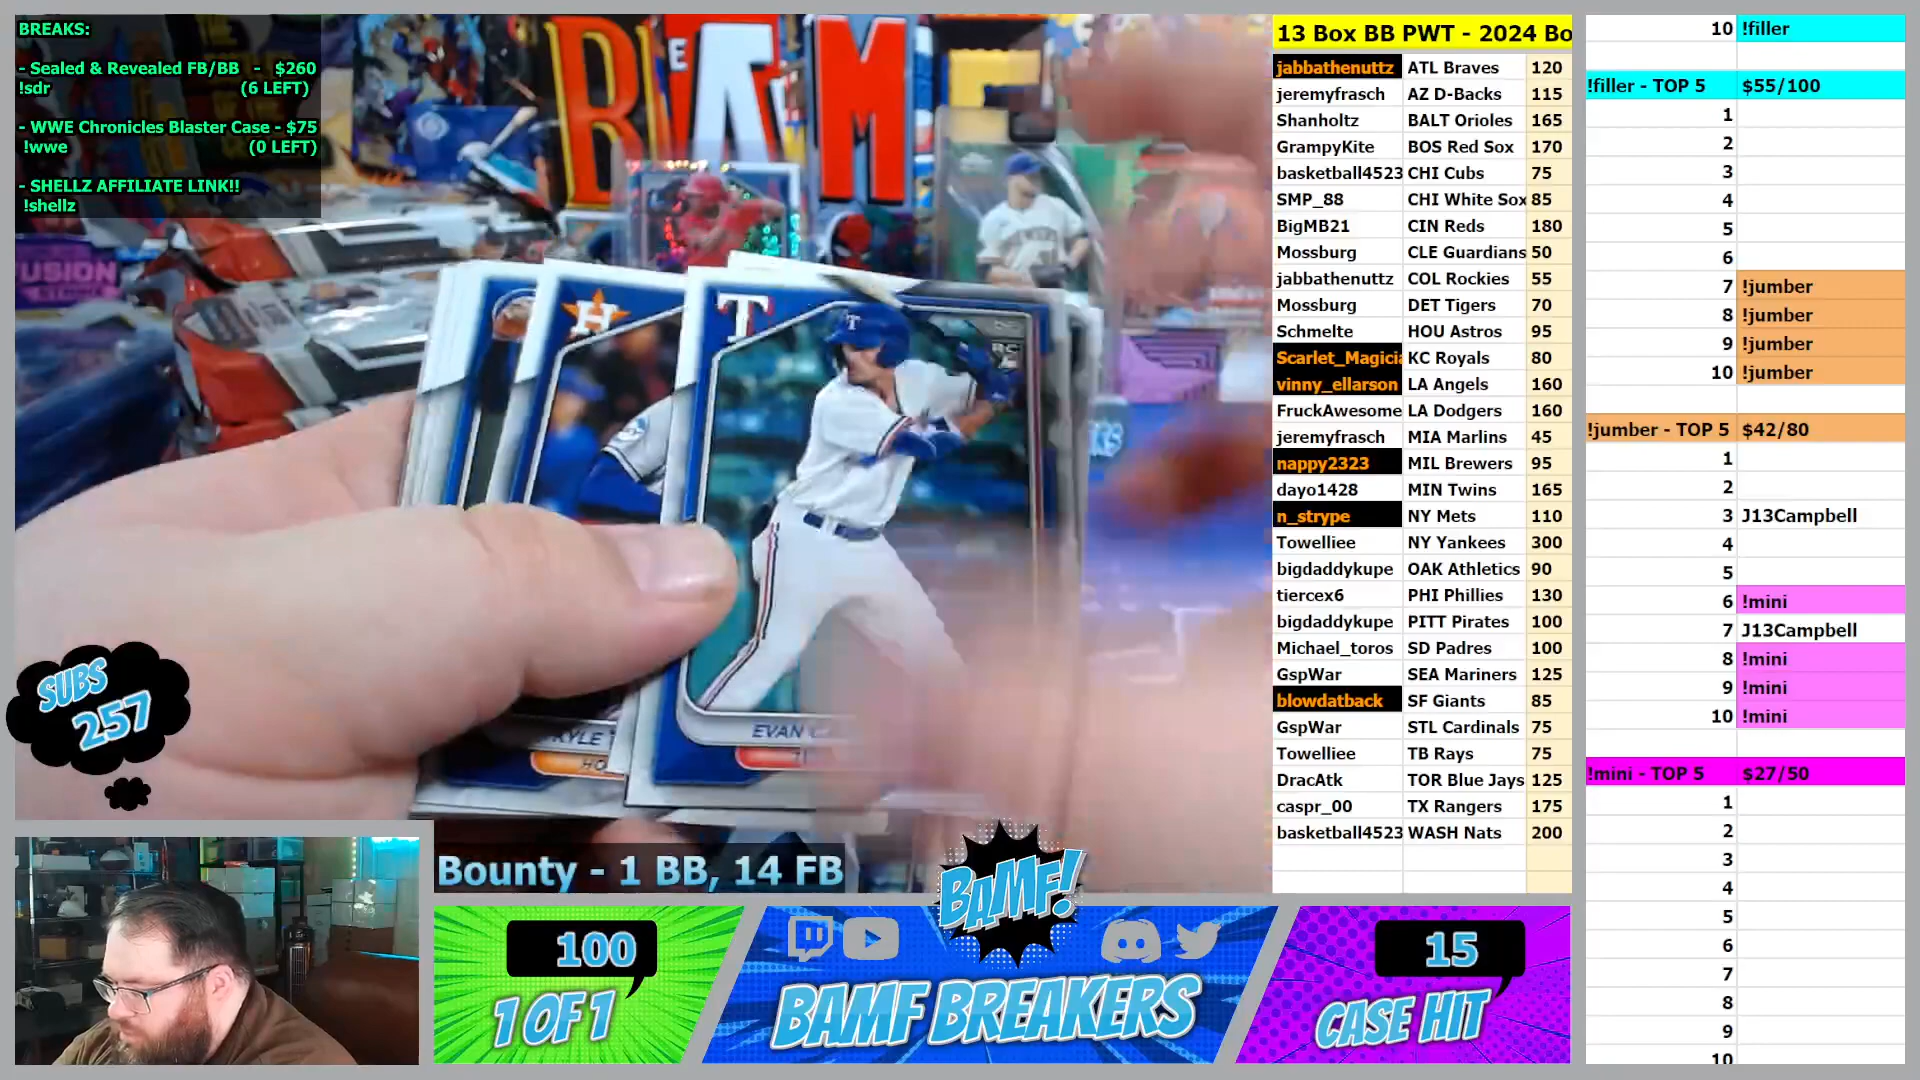 BREAKS:
- Sealed & Revealed FB/BB - $260
!sdr (6 LEFT)
- WWE Chronicles Blaster Case - $75
!wwe (0 LEFT)
- SHELLZ AFFILIATE LINK!!
!shellz
BAM
USION
H
T
T
RC
KYLE
HO
EVAN
SUBS
257
Bounty - 1 BB, 14 FB
BAMF!
100
1 OF 1
BAMF BREAKERS
15
CASE HIT
13 Box BB PWT - 2024 Bo
jabbathenuttz ATL Braves 120
jeremyfrasch AZ D-Backs 115
Shanholtz BALT Orioles 165
GrampyKite BOS Red Sox 170
basketball4523 CHI Cubs 75
SMP_88 CHI White Sox 85
BigMB21 CIN Reds 180
Mossburg CLE Guardians 50
jabbathenuttz COL Rockies 55
Mossburg DET Tigers 70
Schmelte HOU Astros 95
Scarlet_Magici KC Royals 80
vinny_ellarson LA Angels 160
FruckAwesome LA Dodgers 160
jeremyfrasch MIA Marlins 45
nappy2323 MIL Brewers 95
dayo1428 MIN Twins 165
n_strype NY Mets 110
Towelliee NY Yankees 300
bigdaddykupe OAK Athletics 90
tiercex6 PHI Phillies 130
bigdaddykupe PITT Pirates 100
Michael_toros SD Padres 100
GspWar SEA Mariners 125
blowdatback SF Giants 85
GspWar STL Cardinals 75
Towelliee TB Rays 75
DracAtk TOR Blue Jays 125
caspr_00 TX Rangers 175
basketball4523 WASH Nats 200
10 !filler
!filler - TOP 5 $55/100
1
2
3
4
5
6
7 !jumber
8 !jumber
9 !jumber
10 !jumber
!jumber - TOP 5 $42/80
1
2
3 J13Campbell
4
5
6 !mini
7 J13Campbell
8 !mini
9 !mini
10 !mini
!mini - TOP 5 $27/50
1
2
3
4
5
6
7
8
9
10